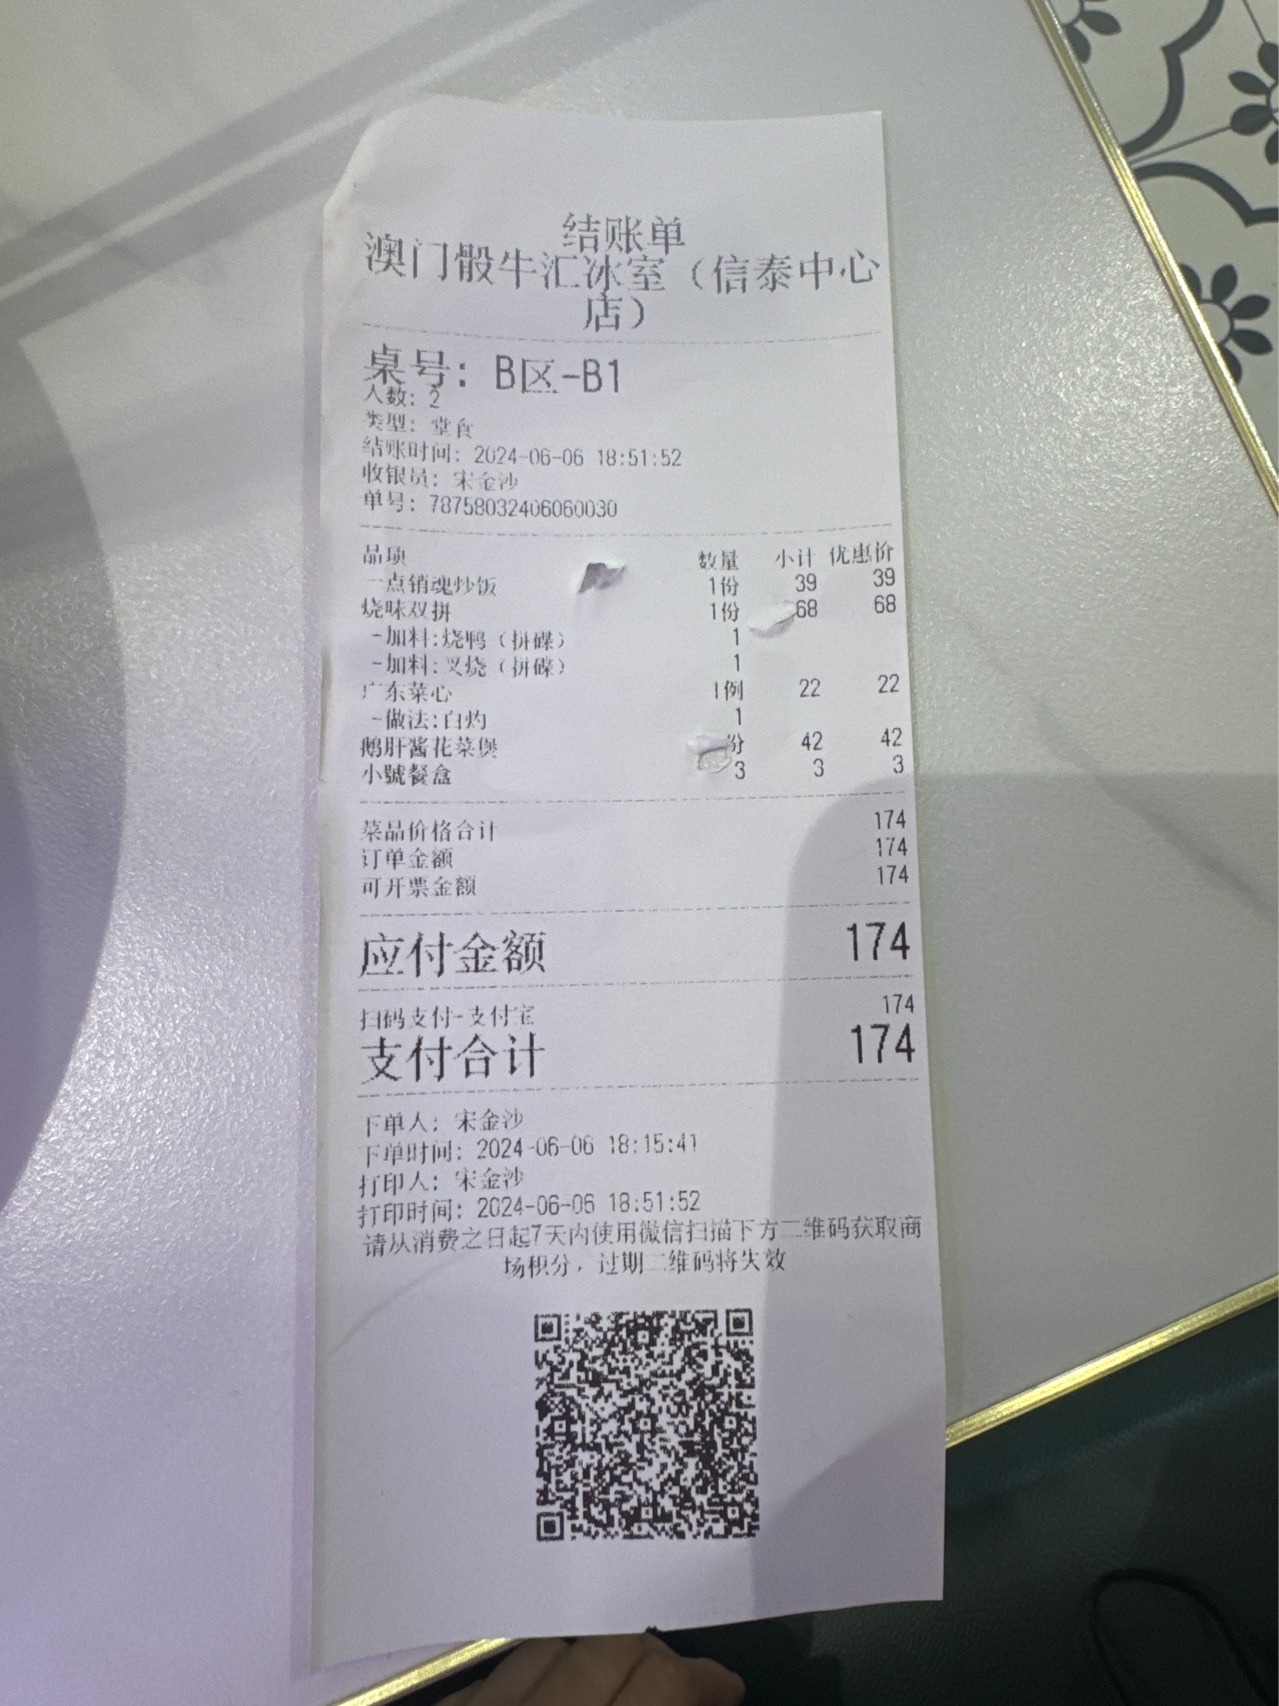 结账单
澳门骰牛汇冰室（信泰中心
店）
桌号：B区-B1
人数：2
类型：堂食
结账时间：2024-06-06 18:51:52
收银员：宋金沙
单号：78758032406060030
品项 数量 小计 优惠价
一点销魂炒饭 1份 39 39
烧味双拼 1份 68 68
-加料:烧鸭（拼碟） 1
-加料:叉烧（拼碟） 1
广东菜心 1例 22 22
-做法:白灼 1
鹅肝酱花菜煲 份 42 42
小號餐盒 3 3 3
菜品价格合计 174
订单金额 174
可开票金额 174
应付金额 174
扫码支付-支付宝 174
支付合计 174
下单人：宋金沙
下单时间：2024-06-06 18:15:41
打印人：宋金沙
打印时间：2024-06-06 18:51:52
请从消费之日起7天内使用微信扫描下方二维码获取商
场积分，过期二维码将失效